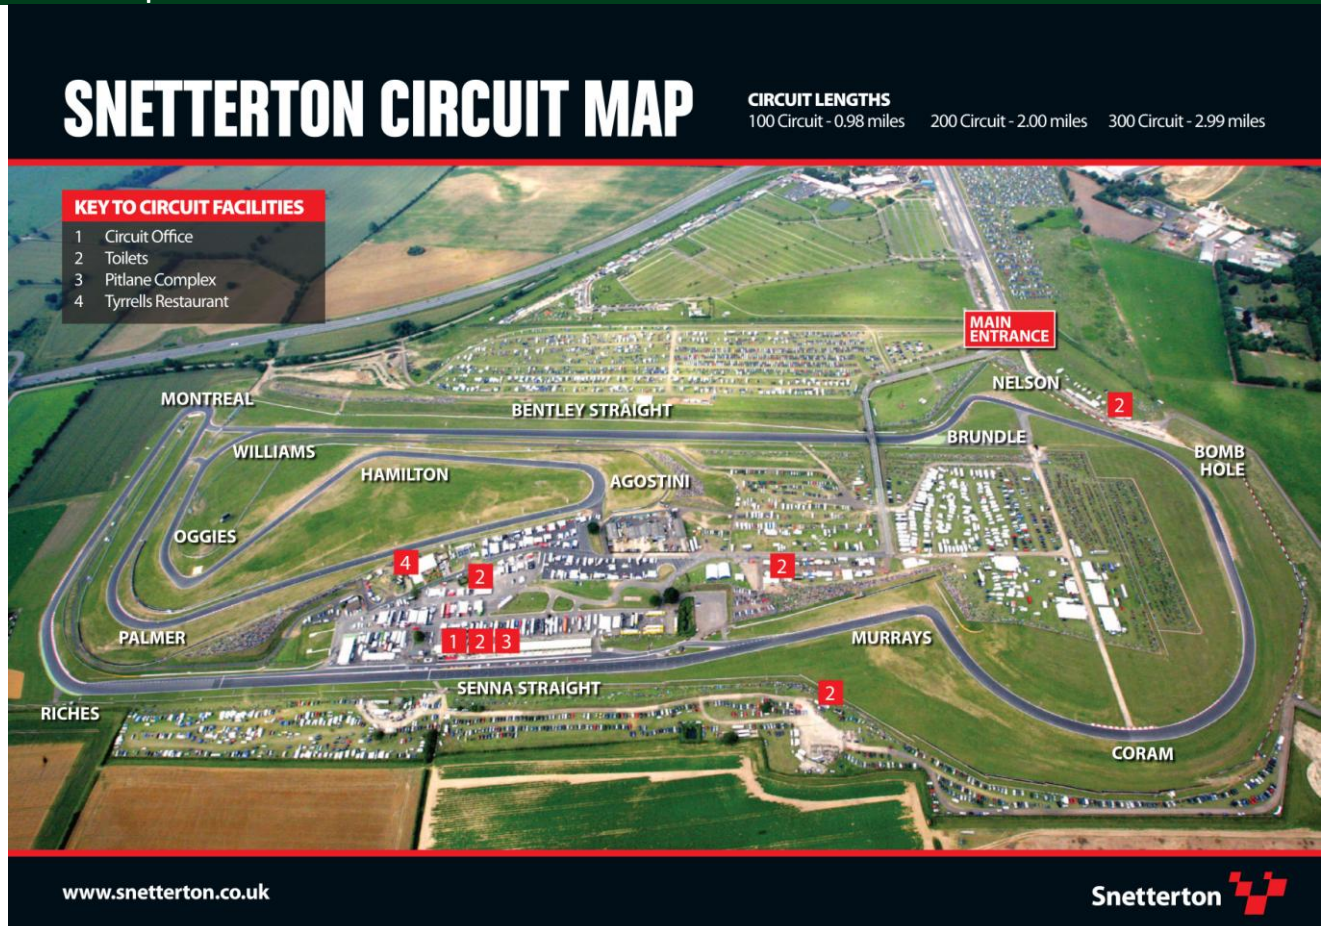 SNETTERTON CIRCUIT MAP
CIRCUIT LENGTHS
100 Circuit - 0.98 miles 200 Circuit - 2.00 miles 300 Circuit - 2.99 miles
KEY TO CIRCUIT FACILITIES
1 Circuit Office
2 Toilets
3 Pitlane Complex
4 Tyrrells Restaurant
MAIN
ENTRANCE
NELSON
2
MONTREAL
BENTLEY STRAIGHT
BRUNDLE
WILLIAMS
BOMB
HOLE
HAMILTON
AGOSTINI
OGGIES
4
2
2
PALMER
1 2 3
MURRAYS
SENNA STRAIGHT
2
RICHES
CORAM
www.snetterton.co.uk
Snetterton